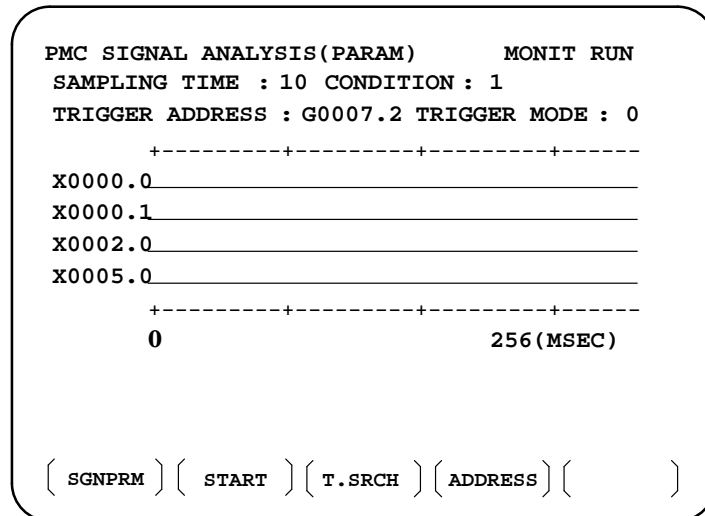 PMC SIGNAL ANALYSIS(PARAM) MONIT RUN
SAMPLING TIME : 10 CONDITION : 1
TRIGGER ADDRESS : G0007.2 TRIGGER MODE : 0
+---------+---------+---------+------
X0000.0
X0000.1
X0002.0
X0005.0
+---------+---------+---------+------
0 256(MSEC)
SGNPRM START T.SRCH ADDRESS